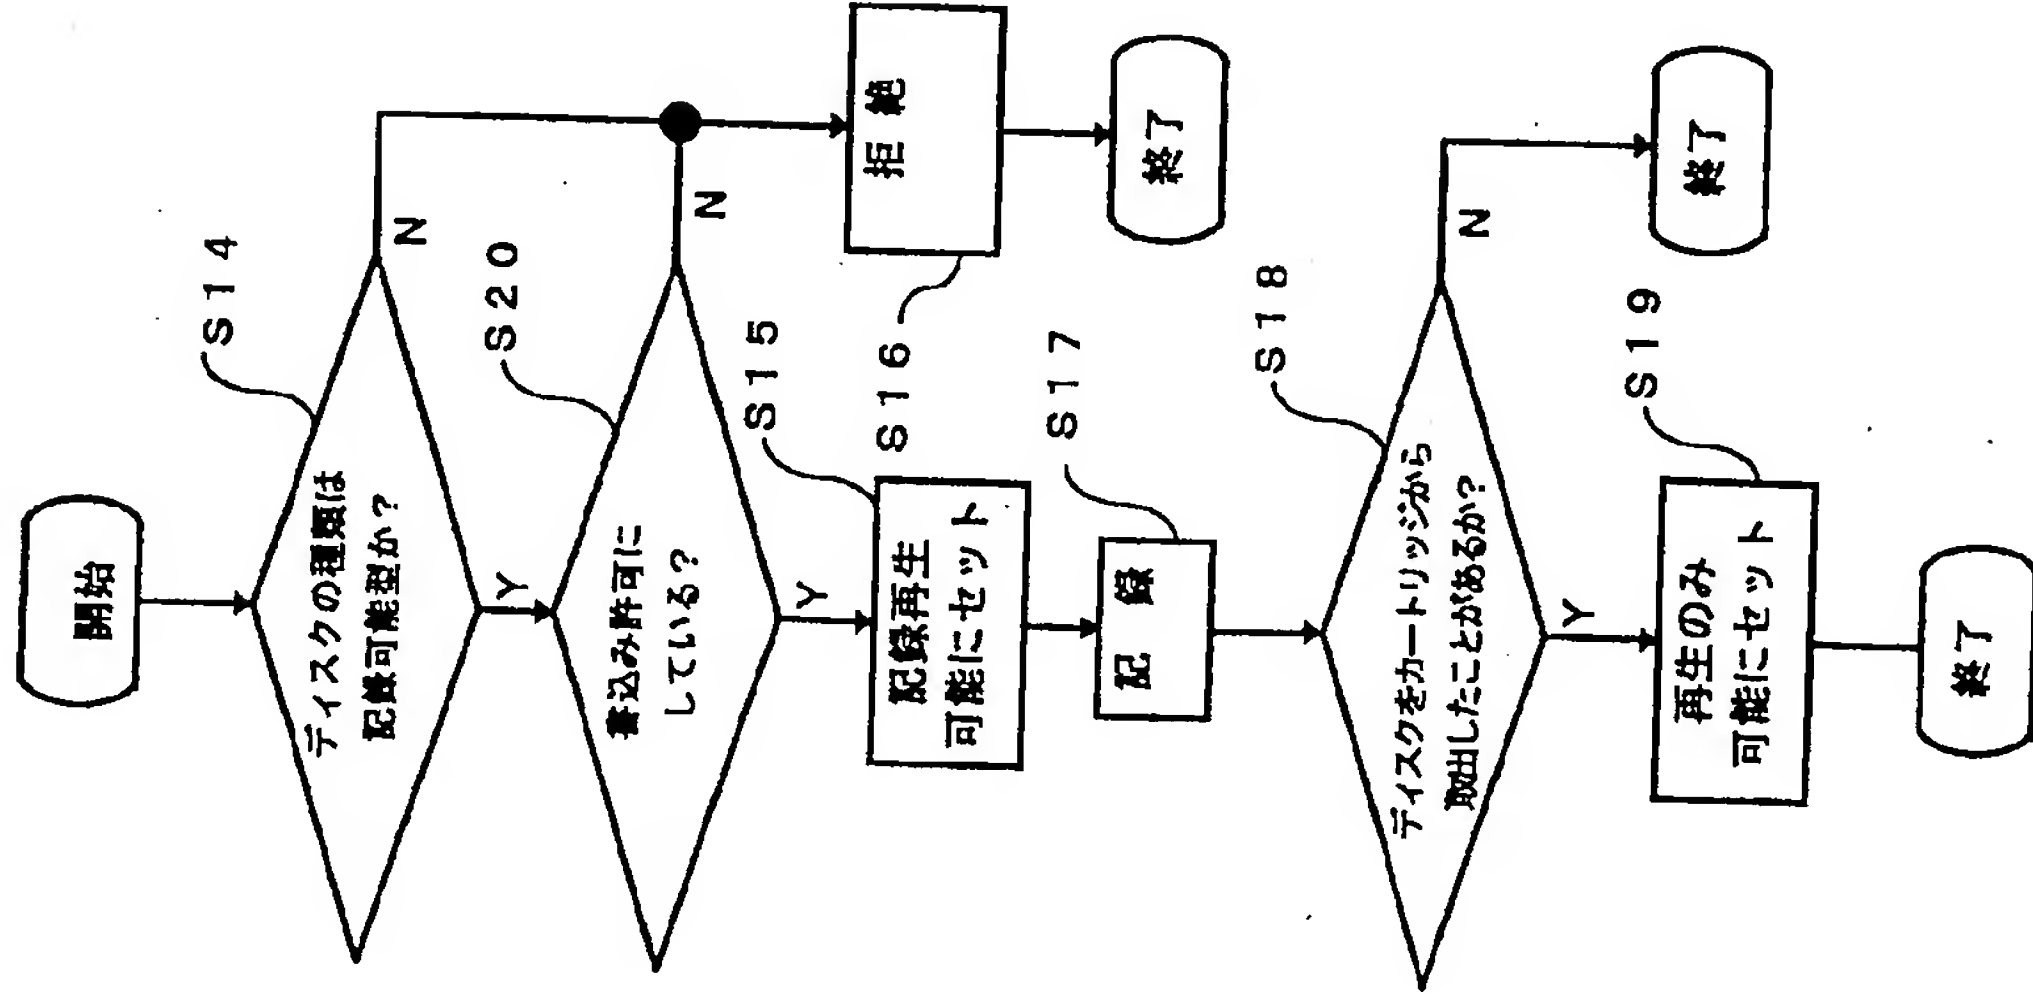 開始
S14
ディスクの種類は
記録可能型か?
N
Y
S20
書込み許可に
している?
N
Y
S15
記録再生
可能にセット
S16
拒絶
終了
S17
記録
S18
ディスクをカートリッジから
取出したことがあるか?
N
終了
Y
S19
再生のみ
可能にセット
終了